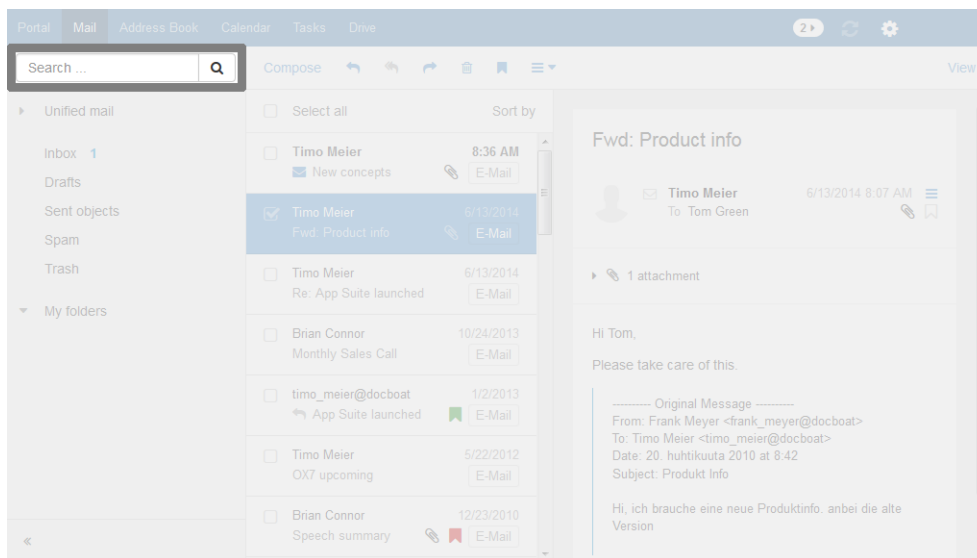 Portal Mail Address Book Calendar Tasks Drive 2
Search ...
Compose View
Unified mail
Inbox 1
Drafts
Sent objects
Spam
Trash
My folders
Select all Sort by
Timo Meier 8:36 AM
New concepts E-Mail
Timo Meier 6/13/2014
Fwd: Product info E-Mail
Timo Meier 6/13/2014
Re: App Suite launched E-Mail
Brian Connor 10/24/2013
Monthly Sales Call E-Mail
timo_meier@docboat 1/2/2013
App Suite launched E-Mail
Timo Meier 5/22/2012
OX7 upcoming E-Mail
Brian Connor 12/23/2010
Speech summary E-Mail
Fwd: Product info
Timo Meier 6/13/2014 8:07 AM
To Tom Green
1 attachment
Hi Tom,
Please take care of this.
---------- Original Message ----------
From: Frank Meyer <frank_meyer@docboat>
To: Timo Meier <timo_meier@docboat>
Date: 20. huhtikuuta 2010 at 8:42
Subject: Produkt Info
Hi, ich brauche eine neue Produktinfo. anbei die alte
Version